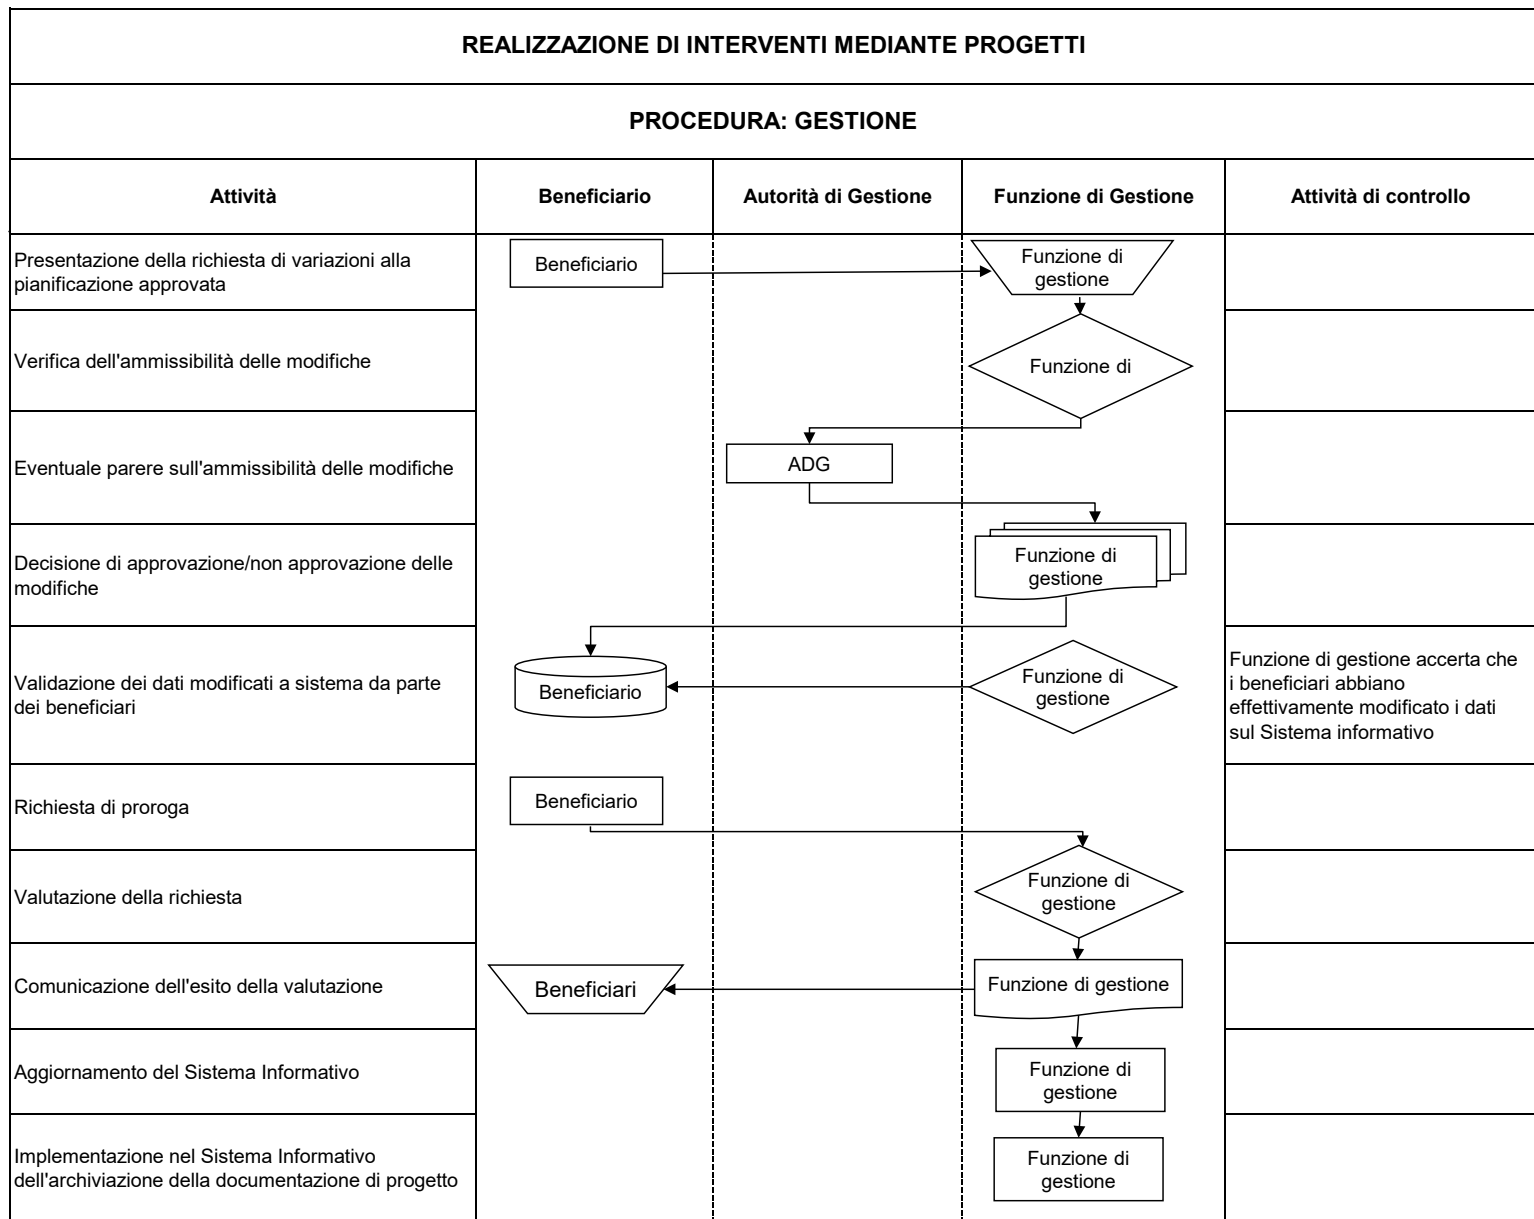 REALIZZAZIONE DI INTERVENTI MEDIANTE PROGETTI
PROCEDURA: GESTIONE
Attività
Beneficiario
Autorità di Gestione
Funzione di Gestione
Attività di controllo
Presentazione della richiesta di variazioni alla
pianificazione approvata
Beneficiario
Funzione di
gestione
Verifica dell'ammissibilità delle modifiche
Funzione di
Eventuale parere sull'ammissibilità delle modifiche
ADG
Decisione di approvazione/non approvazione delle
modifiche
Funzione di
gestione
Validazione dei dati modificati a sistema da parte
dei beneficiari
Beneficiario
Funzione di
gestione
Funzione di gestione accerta che
i beneficiari abbiano
effettivamente modificato i dati
sul Sistema informativo
Richiesta di proroga
Beneficiario
Valutazione della richiesta
Funzione di
gestione
Comunicazione dell'esito della valutazione
Beneficiari
Funzione di gestione
Aggiornamento del Sistema Informativo
Funzione di
gestione
Implementazione nel Sistema Informativo
dell'archiviazione della documentazione di progetto
Funzione di
gestione